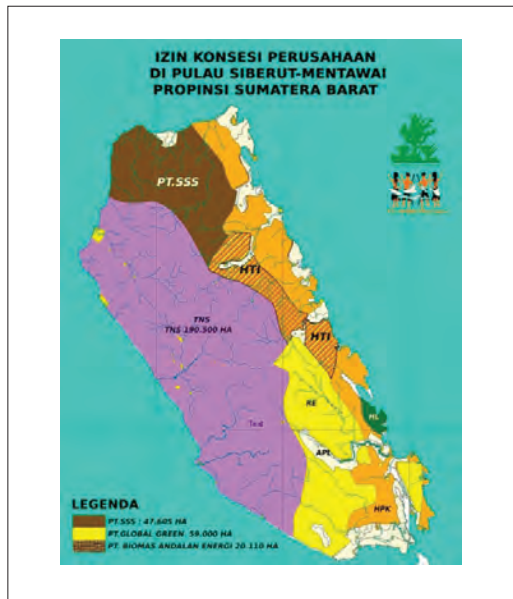 IZIN KONSESI PERUSAHAAN
DI PULAU SIBERUT-MENTAWAI
PROPINSI SUMATERA BARAT
PT.SSS
HTI
TNS
TNS 190.500 HA
HTI
RE
HL
APL
HPK
LEGENDA
PT.SSS : 47.605 HA
PT.GLOBAL GREEN. 59.000 HA
PT. BIOMAS ANDALAN ENERGI 20.110 HA